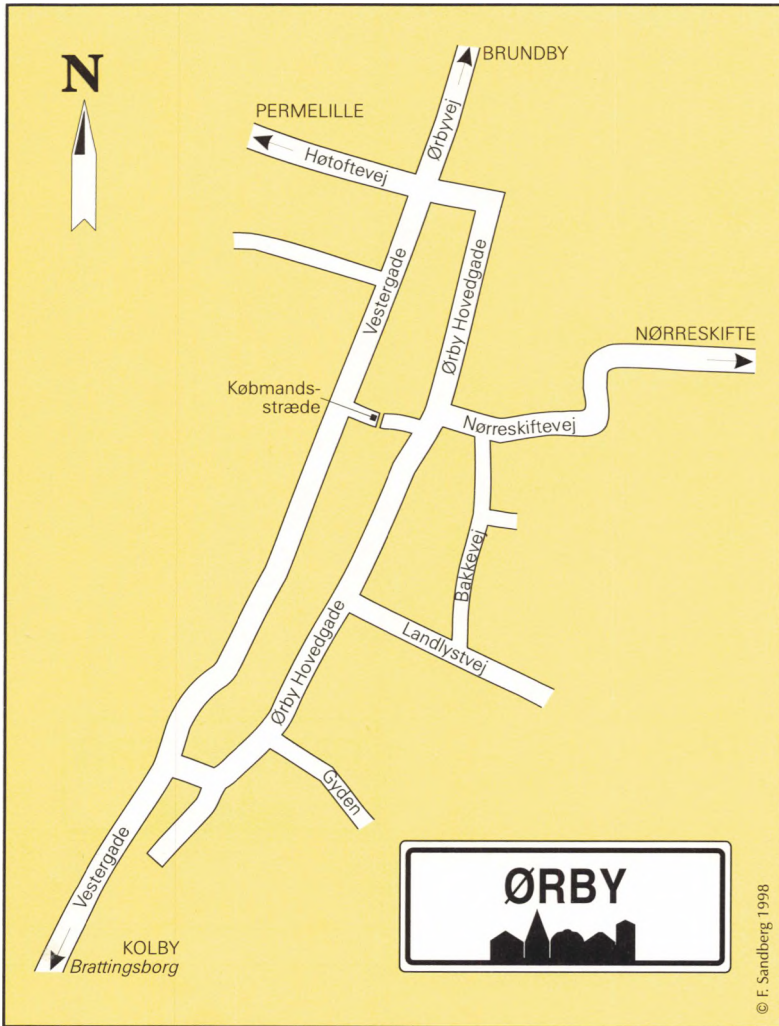 BRUNDBY
N
PERMELILLE
Ørbyvej
Høtoftevej
Vestergade
Ørby Hovedgade
NØRRESKIFTE
Købmands-
stræde
Nørreskiftevej
Bakkevej
Ørby Hovedgade
Landlystvej
Gyden
Vestergade
ØRBY
KOLBY
Brattingsborg
© F. Sandberg 1998